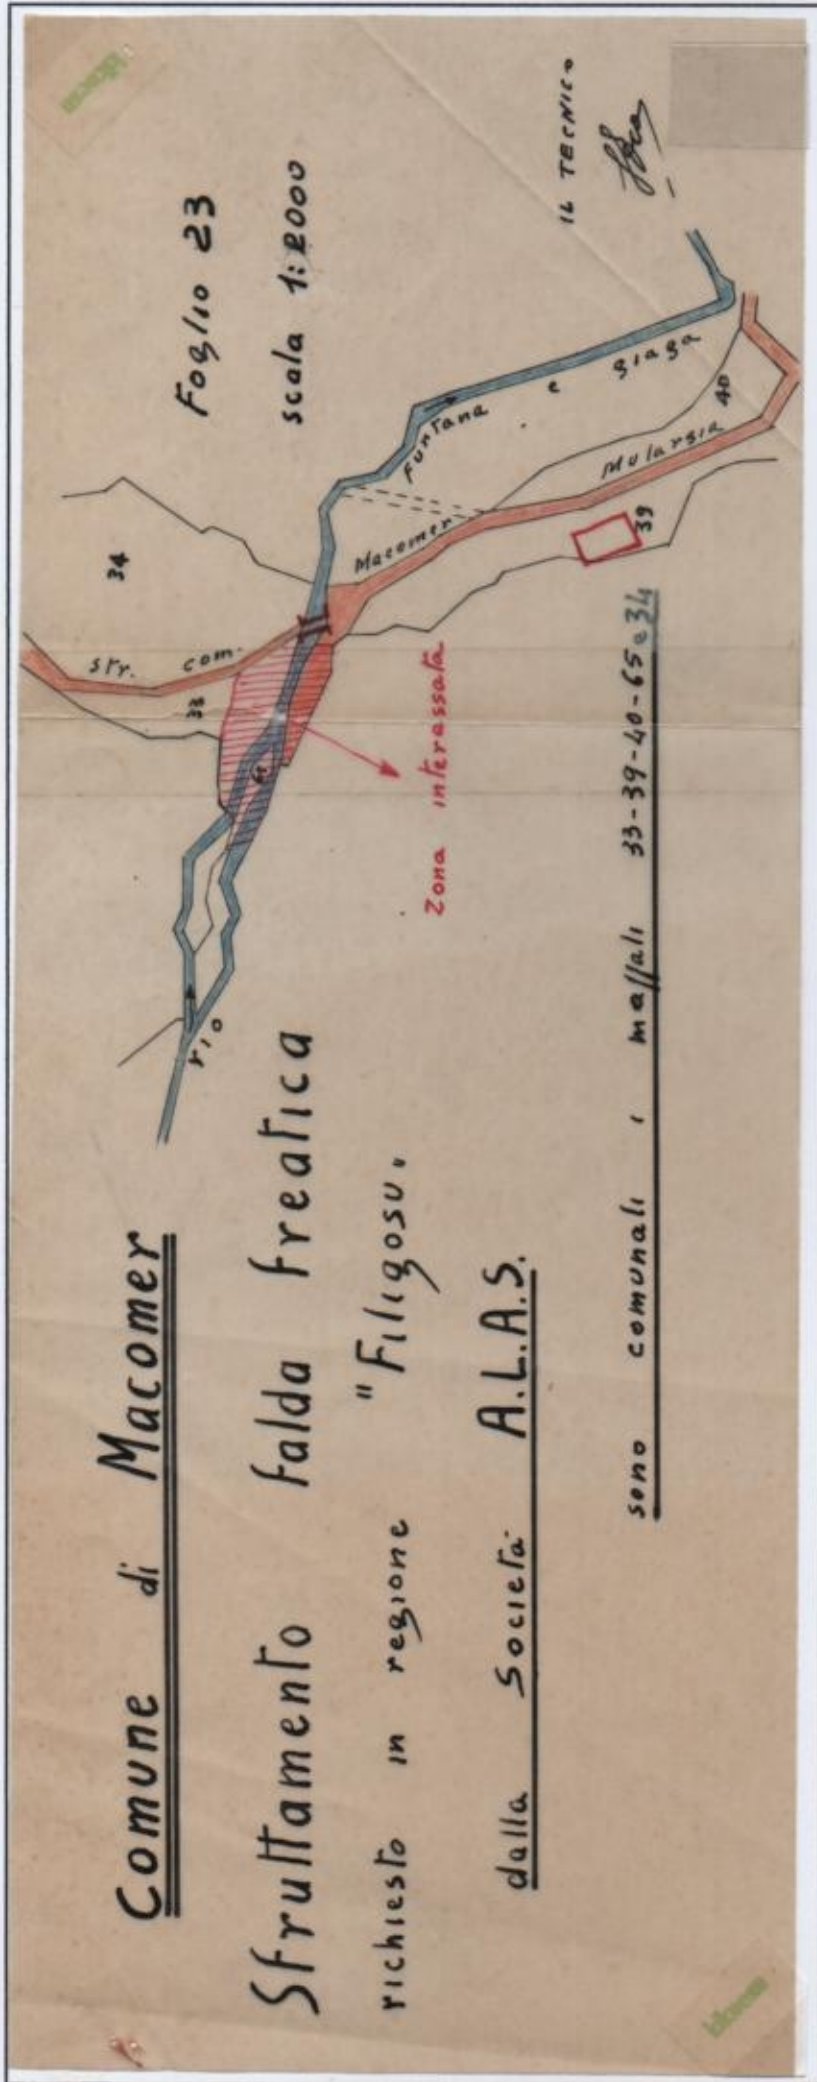 Comune di Macomer
Sfruttamento falda freatica
richiesto in regione "Filigosu"
dalla Società A.L.A.S.
sono comunali i mappali 33-39-40-65 e 34
Foglio 23
scala 1:2000
IL TECNICO
34
33
65
39
40
str. com. Macomer Mulargia
rio Funtana e giaga
Zona interessata